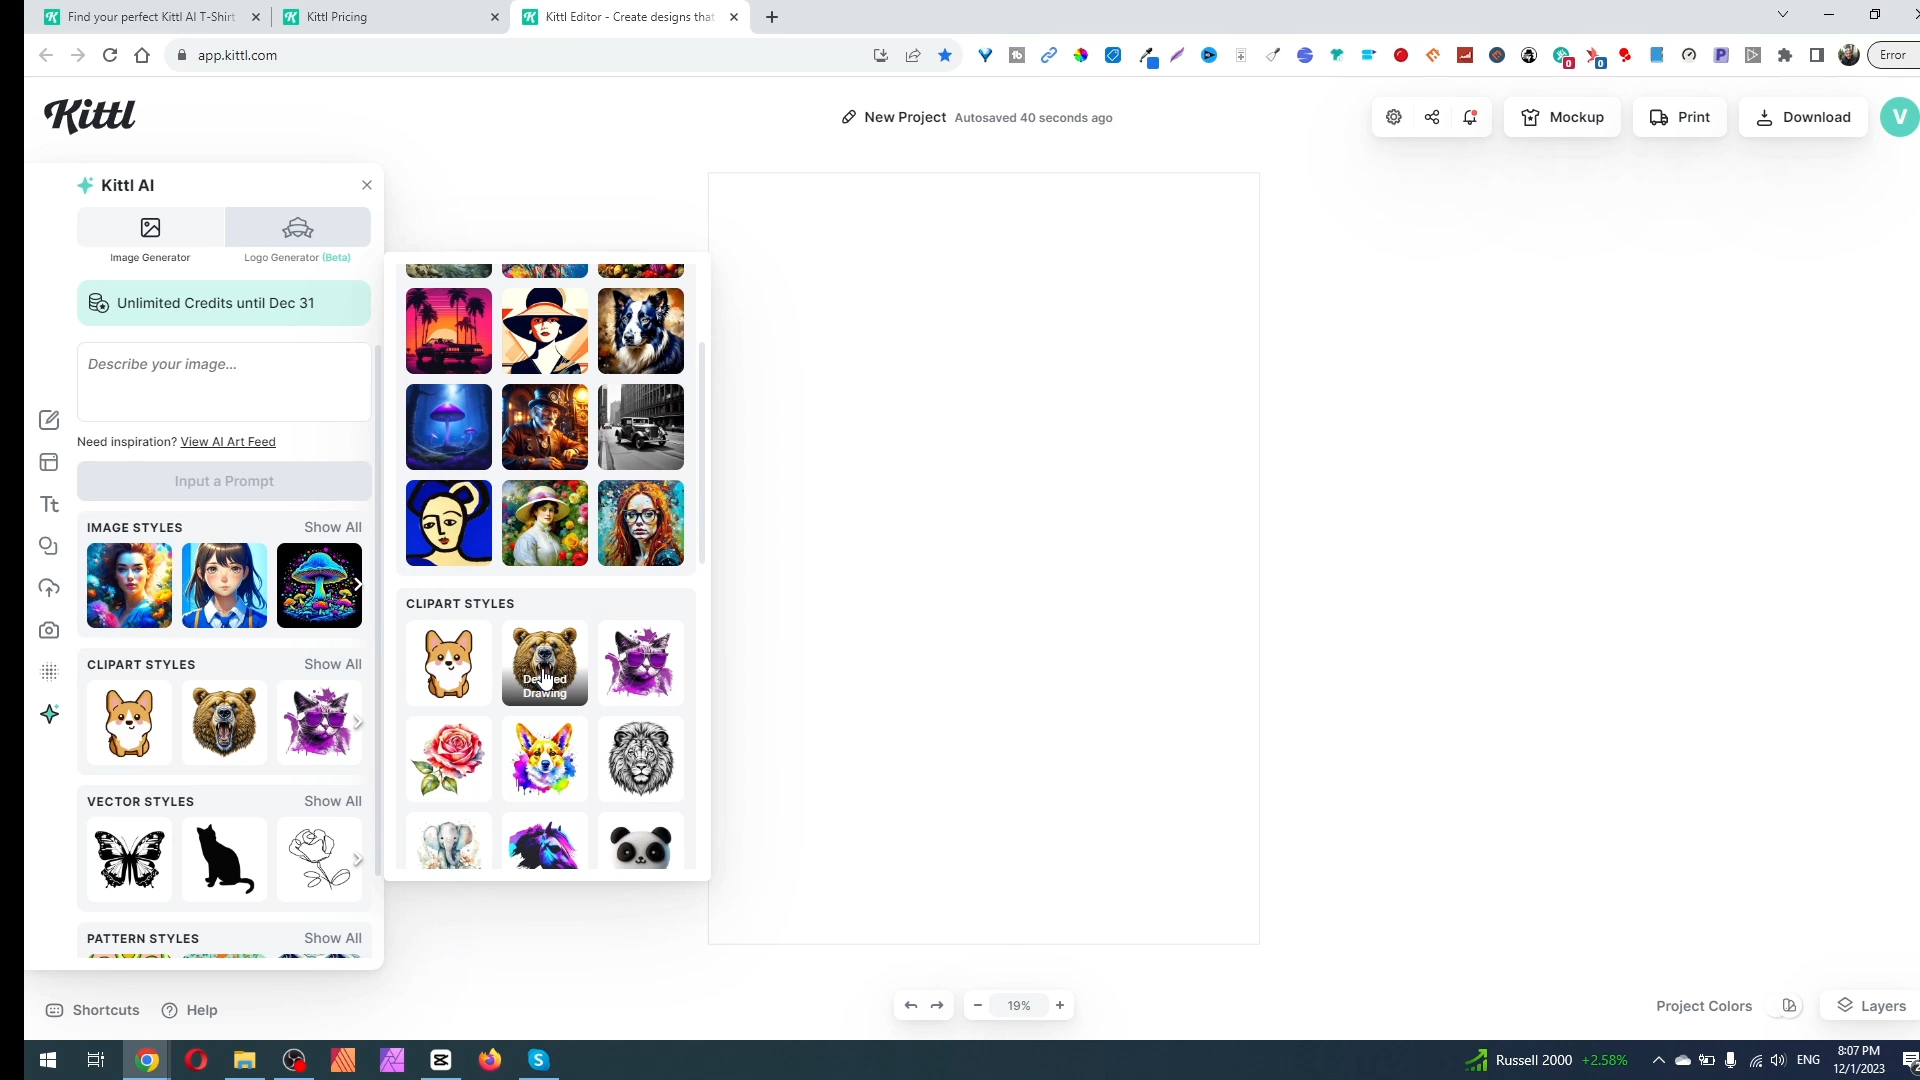 Find your perfect Kittl AI T-Shirt
Kittl Pricing
Kittl Editor - Create designs that
app.kittl.com
Error
Kittl
New Project Autosaved 40 seconds ago
Mockup
Print
Download
V
Kittl AI
Image Generator
Logo Generator (Beta)
Unlimited Credits until Dec 31
Describe your image...
Need inspiration? View AI Art Feed
Input a Prompt
IMAGE STYLES Show All
CLIPART STYLES Show All
VECTOR STYLES Show All
PATTERN STYLES Show All
CLIPART STYLES
Drawing
Tt
Shortcuts
Help
19%
Project Colors
Layers
Russell 2000 +2.58%
ENG
8:07 PM
12/1/2023